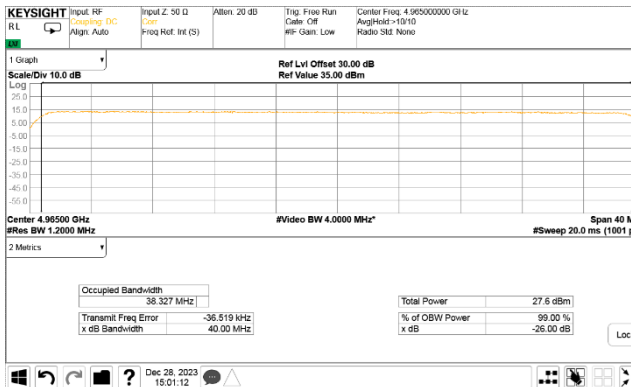 KEYSIGHT Input: RF Input Z: 50 Ω Atten: 20 dB Trig: Free Run Center Freq: 4.965000000 GHz
RL Coupling: DC Corr Gate: Off Avg|Hold:>10/10
Align: Auto Freq Ref: Int (S) #IF Gain: Low Radio Std: None
1 Graph
Ref Lvl Offset 30.00 dB
Scale/Div 10.0 dB Ref Value 35.00 dBm
Log
25.0
15.0
5.00
-5.00
-15.0
-25.0
-35.0
-45.0
-55.0
Center 4.96500 GHz #Video BW 4.0000 MHz* Span 40 M
#Res BW 1.2000 MHz #Sweep 20.0 ms (1001 p
2 Metrics
Occupied Bandwidth
38.327 MHz Total Power 27.6 dBm
Transmit Freq Error -36.519 kHz % of OBW Power 99.00 %
x dB Bandwidth 40.00 MHz x dB -26.00 dB
Loc
Dec 28, 2023
15:01:12